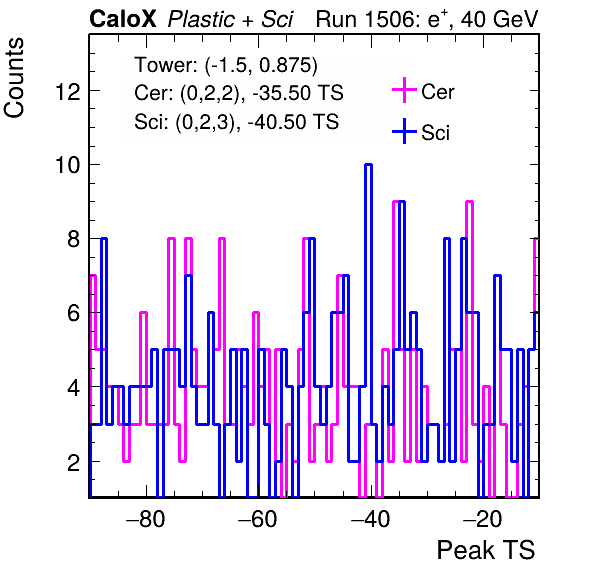 CaloX Plastic + Sci Run 1506: e+, 40 GeV
Tower: (-1.5, 0.875)
Cer: (0,2,2), -35.50 TS
Sci: (0,2,3), -40.50 TS
Cer
Sci
Counts
12
10
8
6
4
2
−80 −60 −40 −20
Peak TS